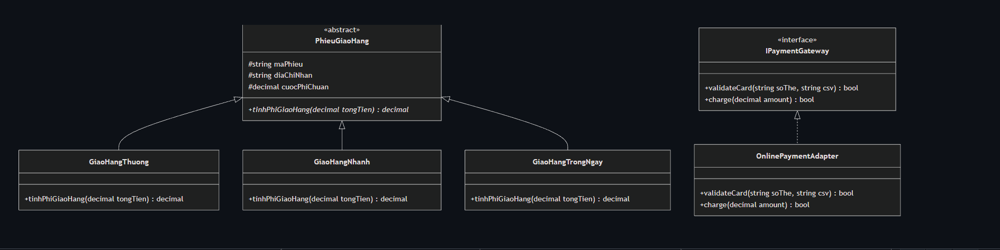 «abstract»
PhieuGiaoHang
#string maPhieu
#string diaChiNhan
#decimal cuocPhiChuan
+tinhPhiGiaoHang(decimal tongTien) : decimal
«interface»
IPaymentGateway
+validateCard(string soThe, string csv) : bool
+charge(decimal amount) : bool
GiaoHangThuong
+tinhPhiGiaoHang(decimal tongTien) : decimal
GiaoHangNhanh
+tinhPhiGiaoHang(decimal tongTien) : decimal
GiaoHangTrongNgay
+tinhPhiGiaoHang(decimal tongTien) : decimal
OnlinePaymentAdapter
+validateCard(string soThe, string csv) : bool
+charge(decimal amount) : bool